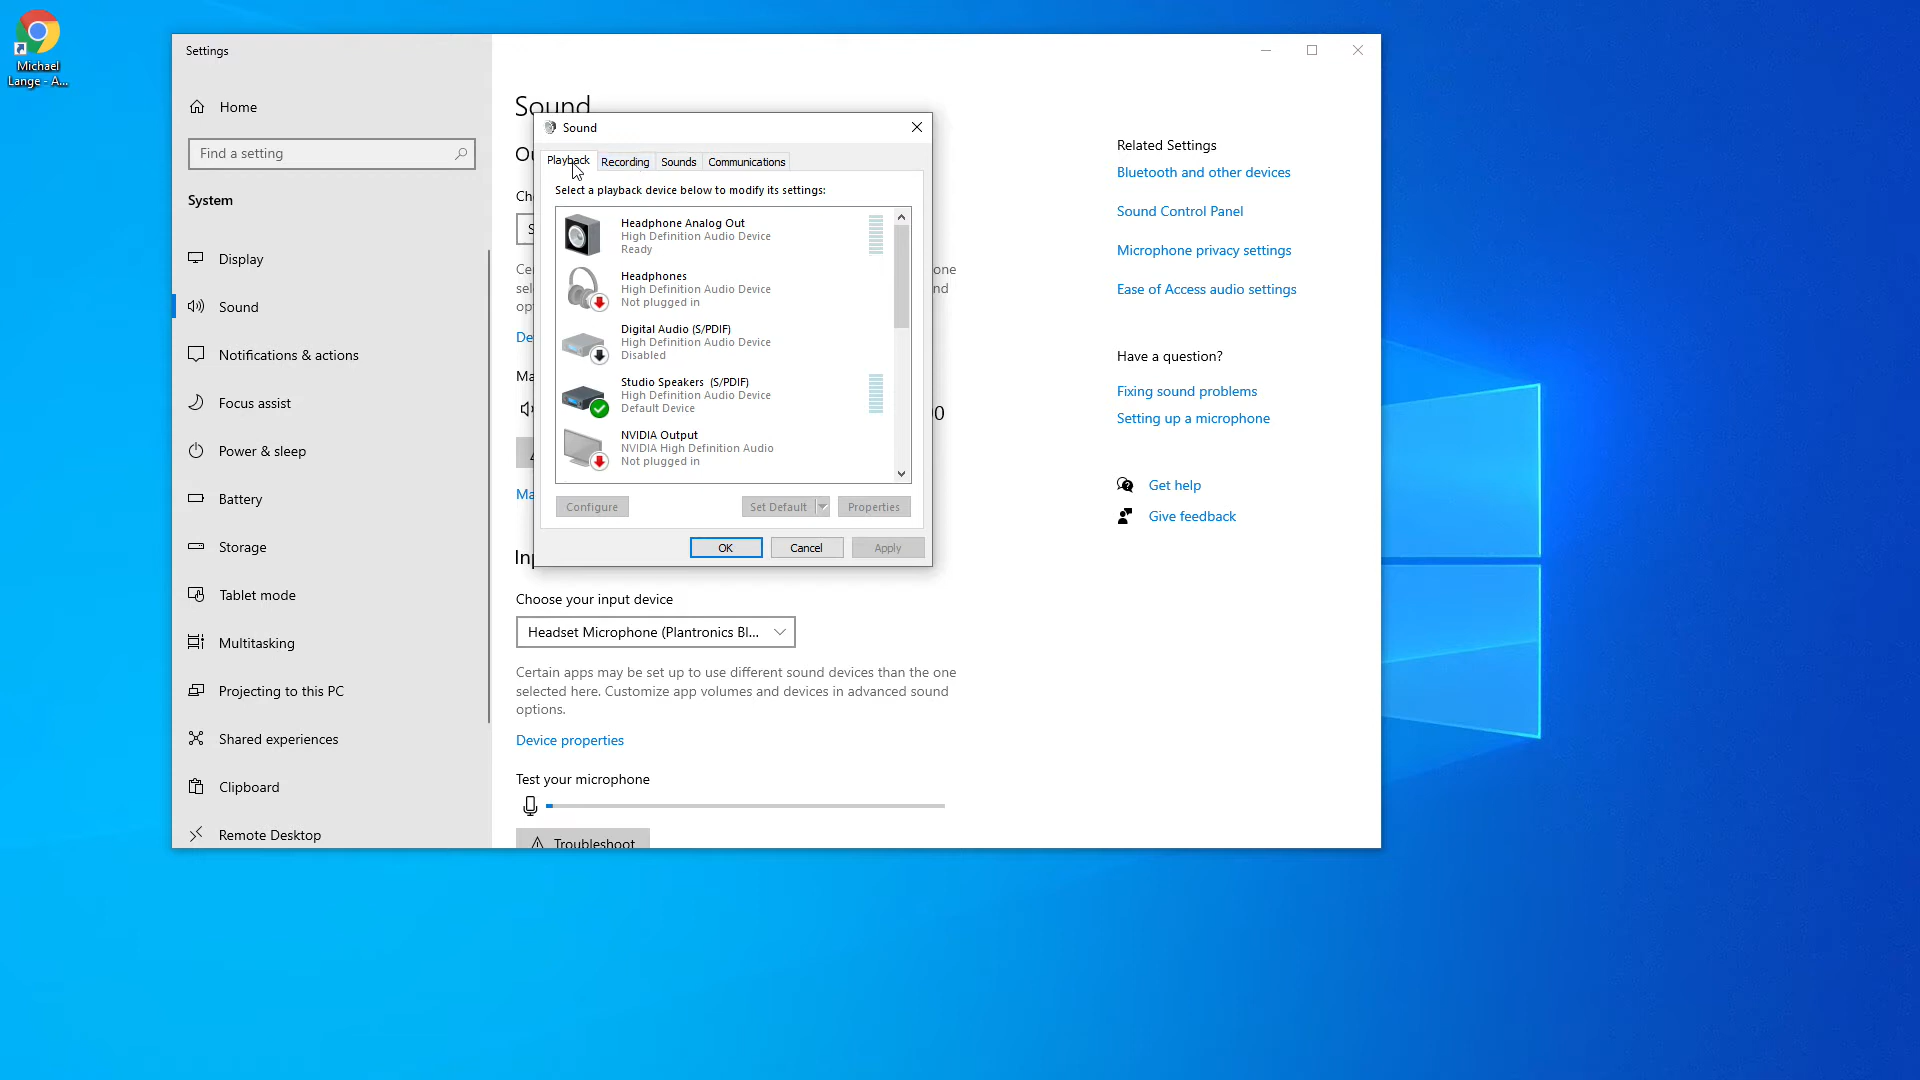 Michael
Lange - A...
Settings
Home
Find a setting
System
Display
Sound
Notifications & actions
Focus assist
Power & sleep
Battery
Storage
Tablet mode
Multitasking
Projecting to this PC
Shared experiences
Clipboard
Remote Desktop
Sound
Sound
Playback
Recording
Sounds
Communications
Select a playback device below to modify its settings:
Headphone Analog Out
High Definition Audio Device
Ready
Headphones
High Definition Audio Device
Not plugged in
Digital Audio (S/PDIF)
High Definition Audio Device
Disabled
Studio Speakers (S/PDIF)
High Definition Audio Device
Default Device
NVIDIA Output
NVIDIA High Definition Audio
Not plugged in
Configure
Set Default
Properties
OK
Cancel
Apply
Choose your input device
Headset Microphone (Plantronics Bl...
Certain apps may be set up to use different sound devices than the one
selected here. Customize app volumes and devices in advanced sound
options.
Device properties
Test your microphone
Troubleshoot
Related Settings
Bluetooth and other devices
Sound Control Panel
Microphone privacy settings
Ease of Access audio settings
Have a question?
Fixing sound problems
Setting up a microphone
Get help
Give feedback